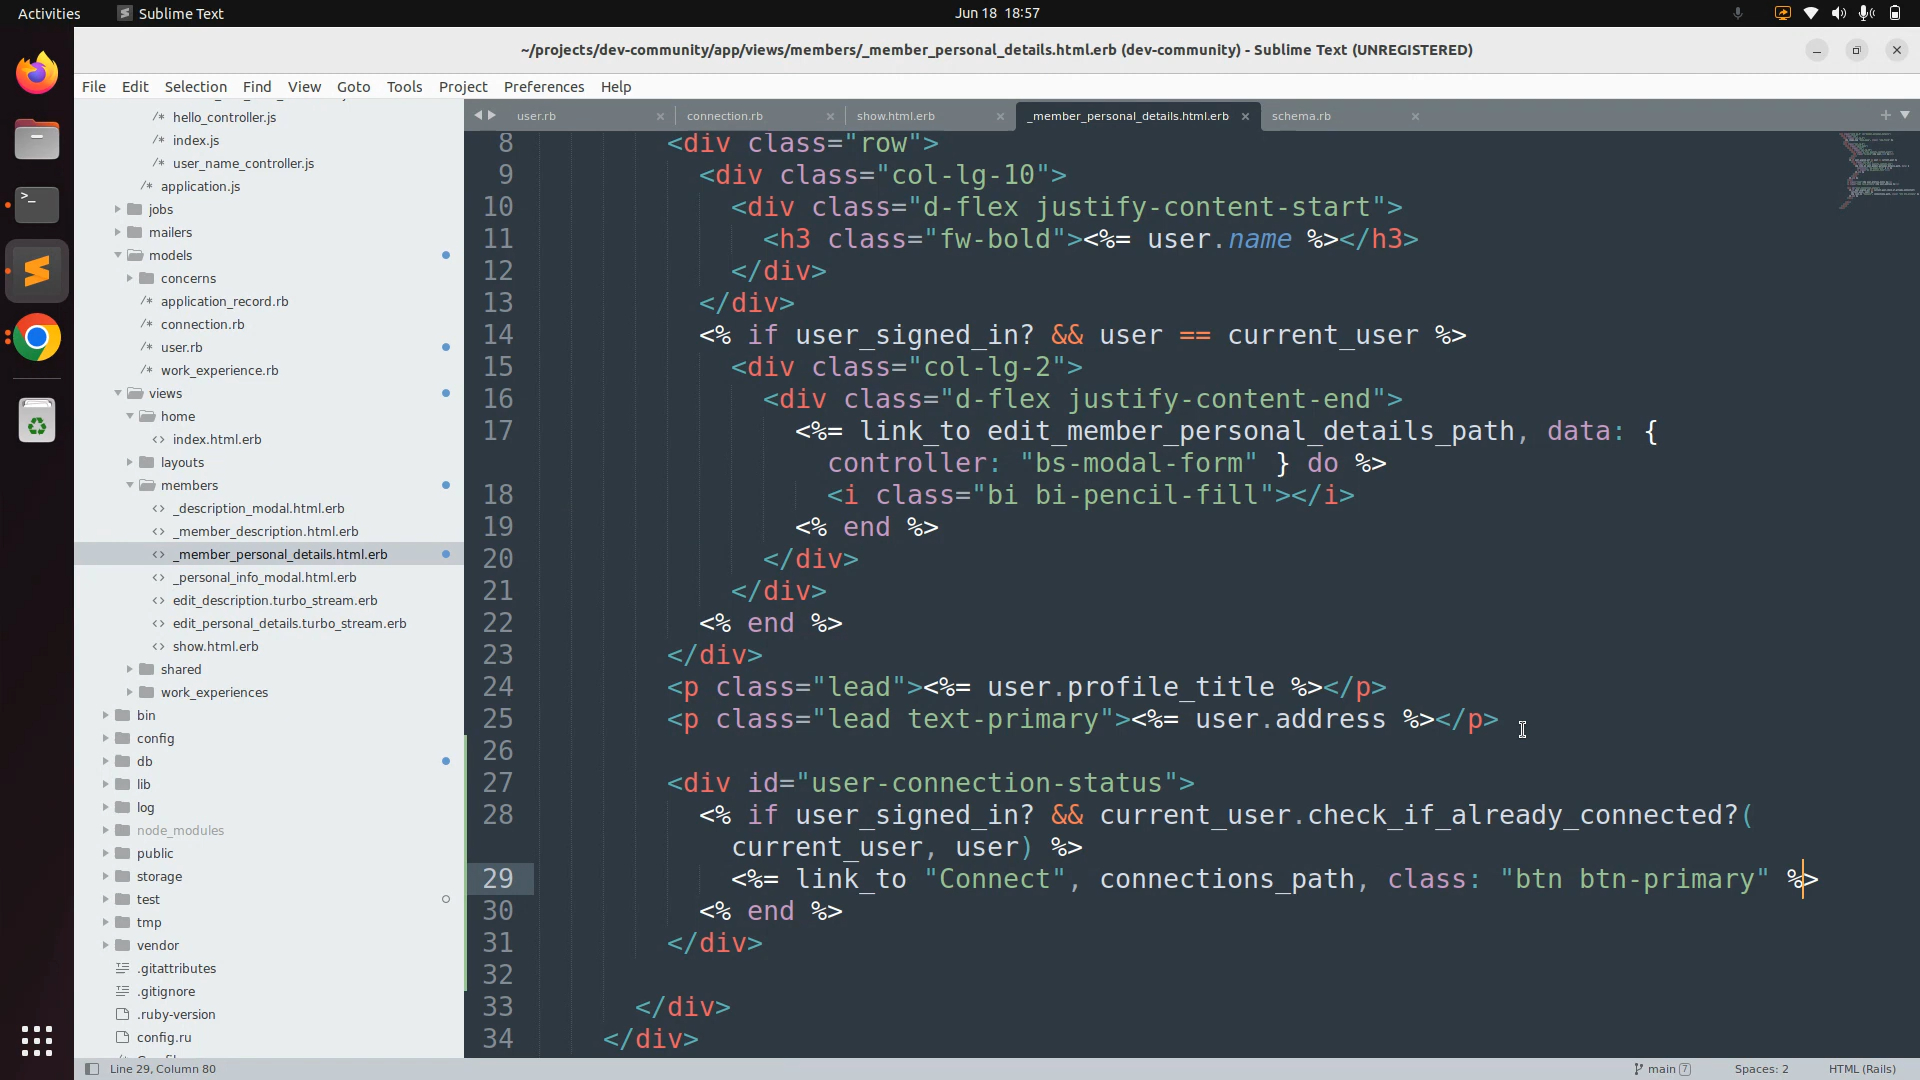 Activities
Sublime Text
Jun 18 18:57
~/projects/dev-community/app/views/members/_member_personal_details.html.erb (dev-community) - Sublime Text (UNREGISTERED)
File Edit Selection Find View Goto Tools Project Preferences Help
hello_controller.js
index.js
user_name_controller.js
application.js
jobs
mailers
models
concerns
application_record.rb
connection.rb
user.rb
work_experience.rb
views
home
index.html.erb
layouts
members
_description_modal.html.erb
_member_description.html.erb
_member_personal_details.html.erb
_personal_info_modal.html.erb
edit_description.turbo_stream.erb
edit_personal_details.turbo_stream.erb
show.html.erb
shared
work_experiences
bin
config
db
lib
log
node_modules
public
storage
test
tmp
vendor
.gitattributes
.gitignore
.ruby-version
config.ru
user.rb
connection.rb
show.html.erb
_member_personal_details.html.erb
schema.rb
8 <div class="row">
9 <div class="col-lg-10">
10 <div class="d-flex justify-content-start">
11 <h3 class="fw-bold"><%= user.name %></h3>
12 </div>
13 </div>
14 <% if user_signed_in? && user == current_user %>
15 <div class="col-lg-2">
16 <div class="d-flex justify-content-end">
17 <%= link_to edit_member_personal_details_path, data: {
controller: "bs-modal-form" } do %>
18 <i class="bi bi-pencil-fill"></i>
19 <% end %>
20 </div>
21 </div>
22 <% end %>
23 </div>
24 <p class="lead"><%= user.profile_title %></p>
25 <p class="lead text-primary"><%= user.address %></p>
26
27 <div id="user-connection-status">
28 <% if user_signed_in? && current_user.check_if_already_connected?(
current_user, user) %>
29 <%= link_to "Connect", connections_path, class: "btn btn-primary" %>
30 <% end %>
31 </div>
32
33 </div>
34 </div>
Line 29, Column 80
main 7
Spaces: 2
HTML (Rails)